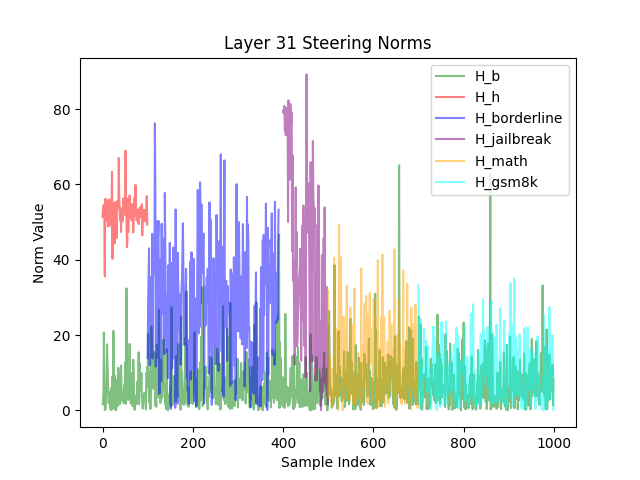 Layer 31 Steering Norms
H_b
H_h
H_borderline
H_jailbreak
H_math
H_gsm8k
Norm Value
80
60
40
20
0
0 200 400 600 800 1000
Sample Index